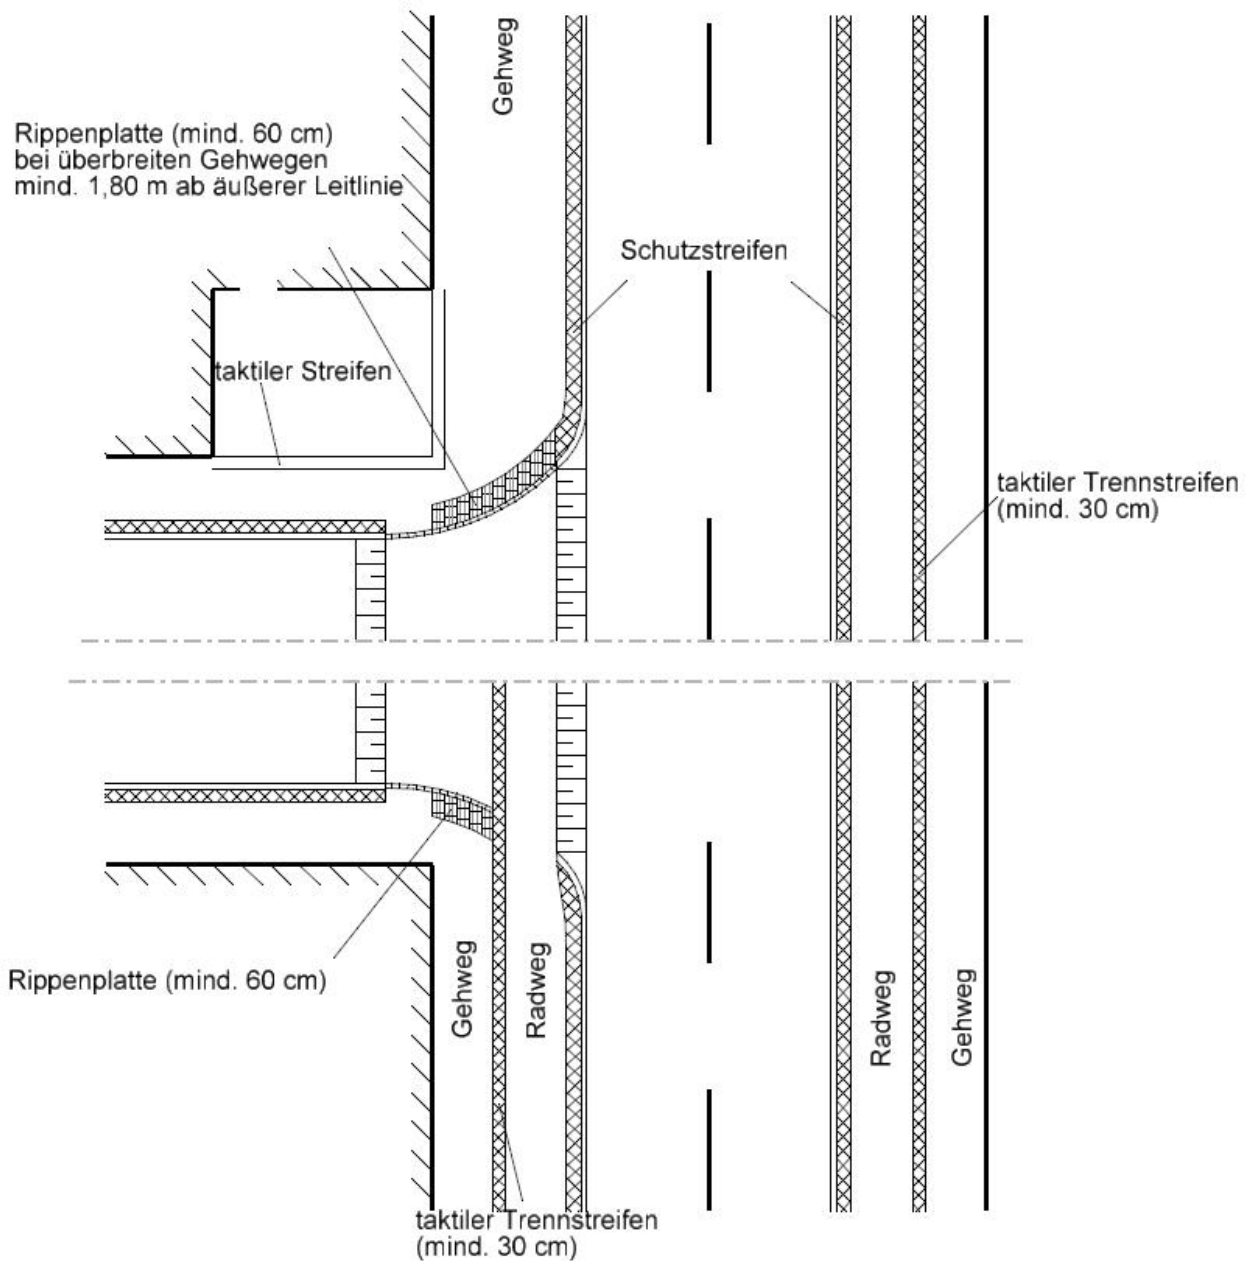 Gehweg
Rippenplatte (mind. 60 cm)
bei überbreiten Gehwegen
mind. 1,80 m ab äußerer Leitlinie
Schutzstreifen
taktiler Streifen
taktiler Trennstreifen
(mind. 30 cm)
Rippenplatte (mind. 60 cm)
Gehweg
Radweg
Radweg
Gehweg
taktiler Trennstreifen
(mind. 30 cm)